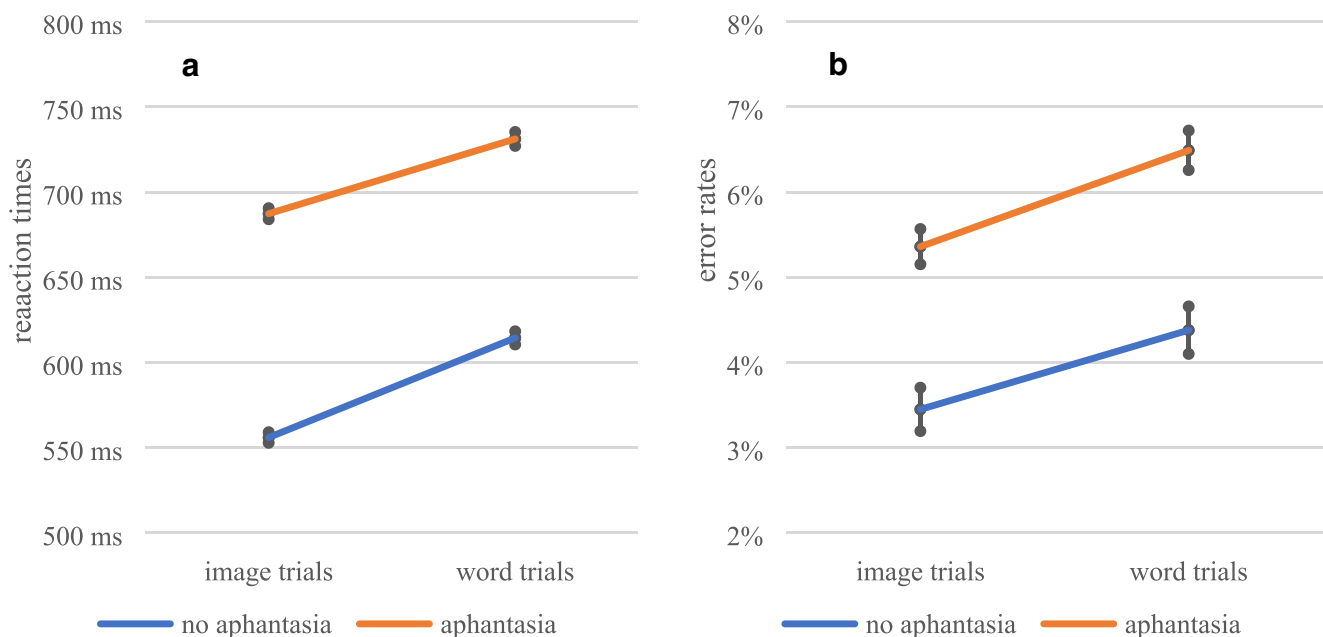 a
800 ms
750 ms
700 ms
650 ms
600 ms
550 ms
500 ms
reaaction times
image trials word trials
no aphantasia aphantasia
b
8%
7%
6%
5%
4%
3%
2%
error rates
image trials word trials
no aphantasia aphantasia